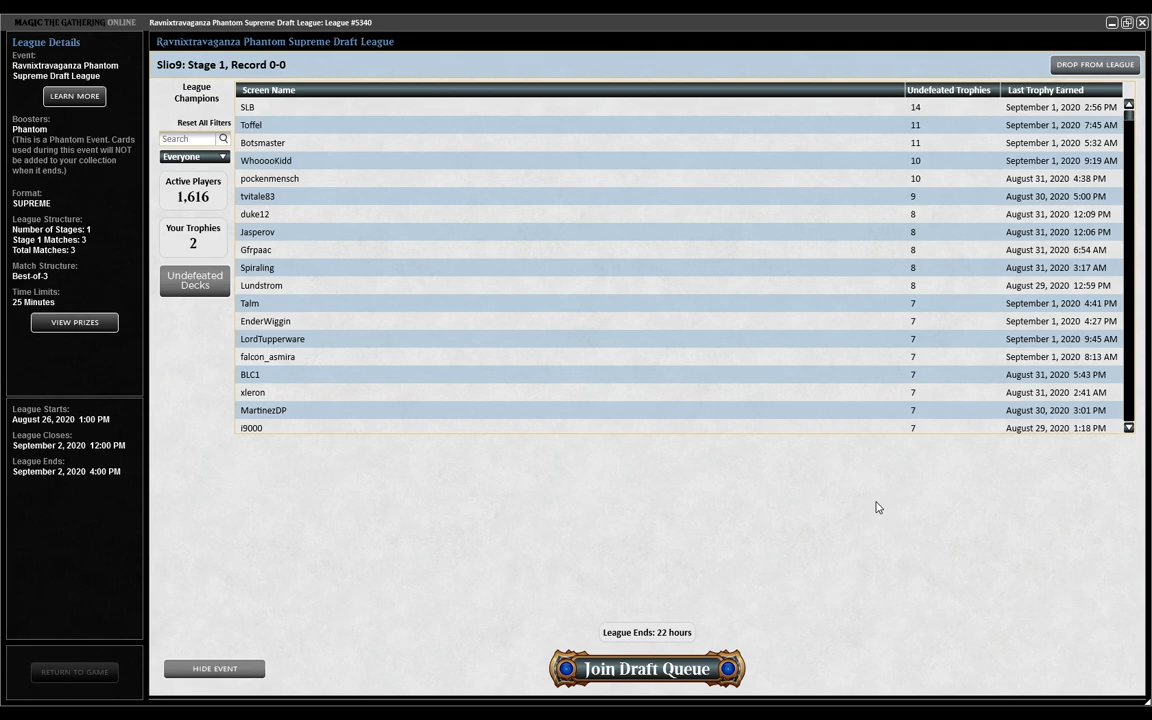 MAGIC THE GATHERING ONLINE
Ravnixtravaganza Phantom Supreme Draft League: League #5340
League Details
Event:
Ravnixtravaganza Phantom
Supreme Draft League
LEARN MORE
Boosters:
Phantom
(This is a Phantom Event. Cards
used during this event will NOT
be added to your collection
when it ends.)
Format:
SUPREME
League Structure:
Number of Stages: 1
Stage 1 Matches: 3
Total Matches: 3
Match Structure:
Best-of-3
Time Limits:
25 Minutes
VIEW PRIZES
League Starts:
August 26, 2020 1:00 PM
League Closes:
September 2, 2020 12:00 PM
League Ends:
September 2, 2020 4:00 PM
RETURN TO GAME
Ravnixtravaganza Phantom Supreme Draft League
Slio9: Stage 1, Record 0-0
DROP FROM LEAGUE
League
Champions
Reset All Filters
Search
Everyone
Active Players
1,616
Your Trophies
2
Undefeated
Decks
Screen Name Undefeated Trophies Last Trophy Earned
SLB 14 September 1, 2020 2:56 PM
Toffel 11 September 1, 2020 7:45 AM
Botsmaster 11 September 1, 2020 5:32 AM
WhooooKidd 10 September 1, 2020 9:19 AM
pockenmensch 10 August 31, 2020 4:38 PM
tvitale83 9 August 30, 2020 5:00 PM
duke12 8 August 31, 2020 12:09 PM
Jasperov 8 August 31, 2020 12:06 PM
Gfrpaac 8 August 31, 2020 6:54 AM
Spiraling 8 August 31, 2020 3:17 AM
Lundstrom 8 August 29, 2020 12:59 PM
Talm 7 September 1, 2020 4:41 PM
EnderWiggin 7 September 1, 2020 4:27 PM
LordTupperware 7 September 1, 2020 9:45 AM
falcon_asmira 7 September 1, 2020 8:13 AM
BLC1 7 August 31, 2020 5:43 PM
xleron 7 August 31, 2020 2:41 AM
MartinezDP 7 August 30, 2020 3:01 PM
i9000 7 August 29, 2020 1:18 PM
League Ends: 22 hours
HIDE EVENT
Join Draft Queue